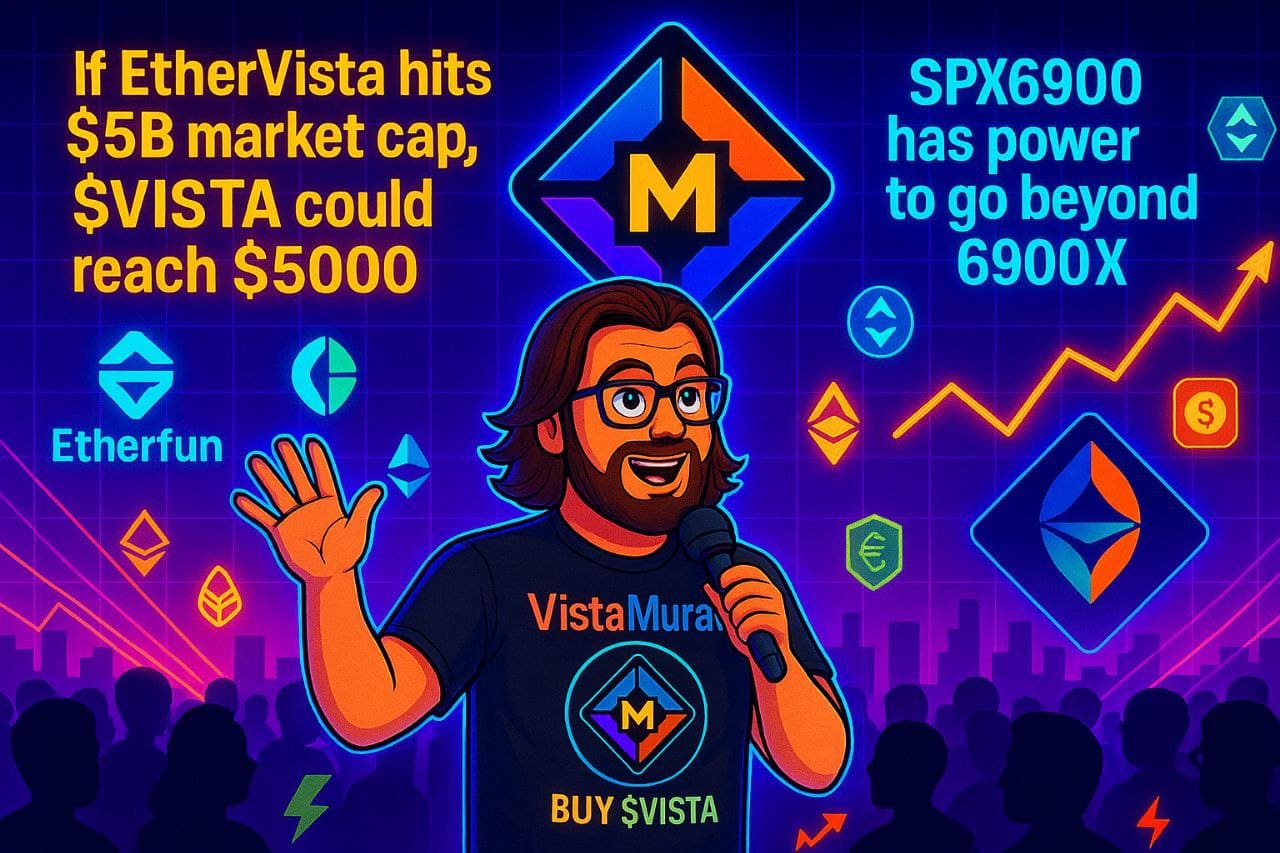 If EtherVista hits
$5B market cap,
$VISTA could
reach $5000
SPX6900
has power
to go beyond
6900X
M
Etherfun
$
€
VistaMura
M
BUY $VISTA